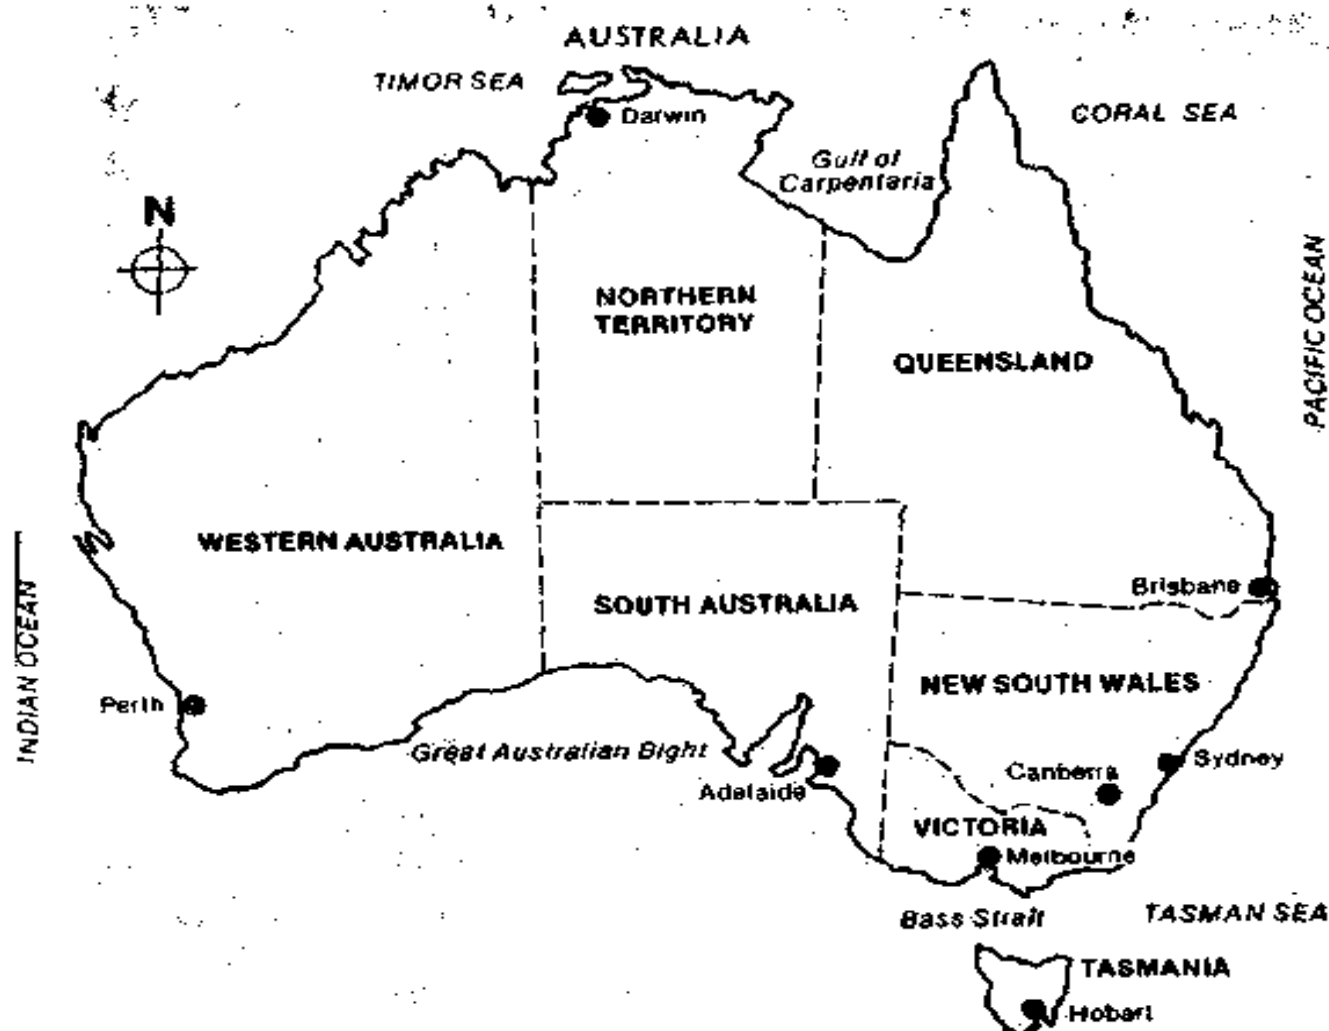 AUSTRALIA
TIMOR SEA
Darwin
CORAL SEA
Gulf of
Carpentaria
N
NORTHERN
TERRITORY
QUEENSLAND
PACIFIC OCEAN
WESTERN AUSTRALIA
SOUTH AUSTRALIA
Brisbane
INDIAN OCEAN
NEW SOUTH WALES
Perth
Great Australian Bight
Adelaide
Canberra
Sydney
VICTORIA
Melbourne
Bass Strait
TASMAN SEA
TASMANIA
Hobart